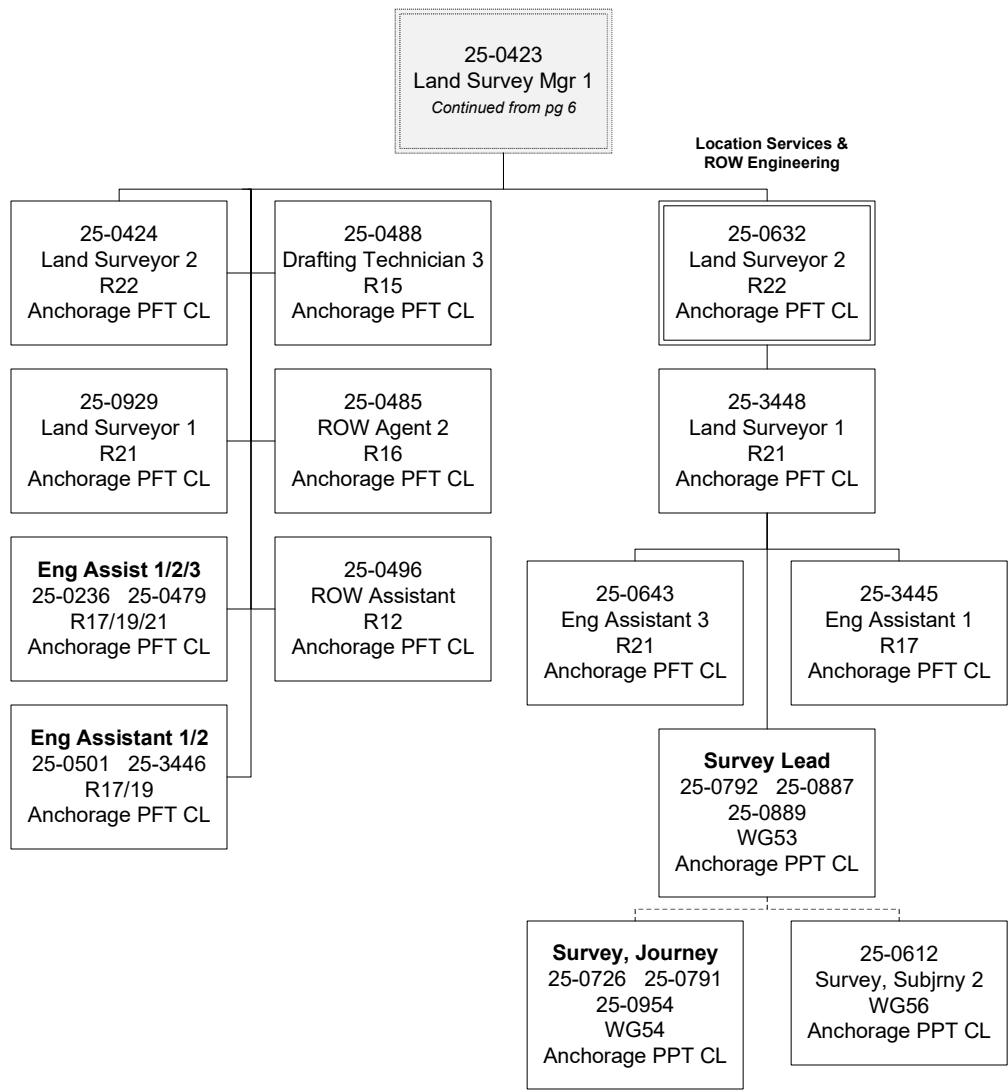 25-0423
Land Survey Mgr 1
Continued from pg 6
Location Services &
ROW Engineering
25-0424
Land Surveyor 2
R22
Anchorage PFT CL
25-0488
Drafting Technician 3
R15
Anchorage PFT CL
25-0632
Land Surveyor 2
R22
Anchorage PFT CL
25-0929
Land Surveyor 1
R21
Anchorage PFT CL
25-0485
ROW Agent 2
R16
Anchorage PFT CL
25-3448
Land Surveyor 1
R21
Anchorage PFT CL
Eng Assist 1/2/3
25-0236 25-0479
R17/19/21
Anchorage PFT CL
25-0496
ROW Assistant
R12
Anchorage PFT CL
25-0643
Eng Assistant 3
R21
Anchorage PFT CL
25-3445
Eng Assistant 1
R17
Anchorage PFT CL
Eng Assistant 1/2
25-0501 25-3446
R17/19
Anchorage PFT CL
Survey Lead
25-0792 25-0887
25-0889
WG53
Anchorage PPT CL
Survey, Journey
25-0726 25-0791
25-0954
WG54
Anchorage PPT CL
25-0612
Survey, Subjrny 2
WG56
Anchorage PPT CL